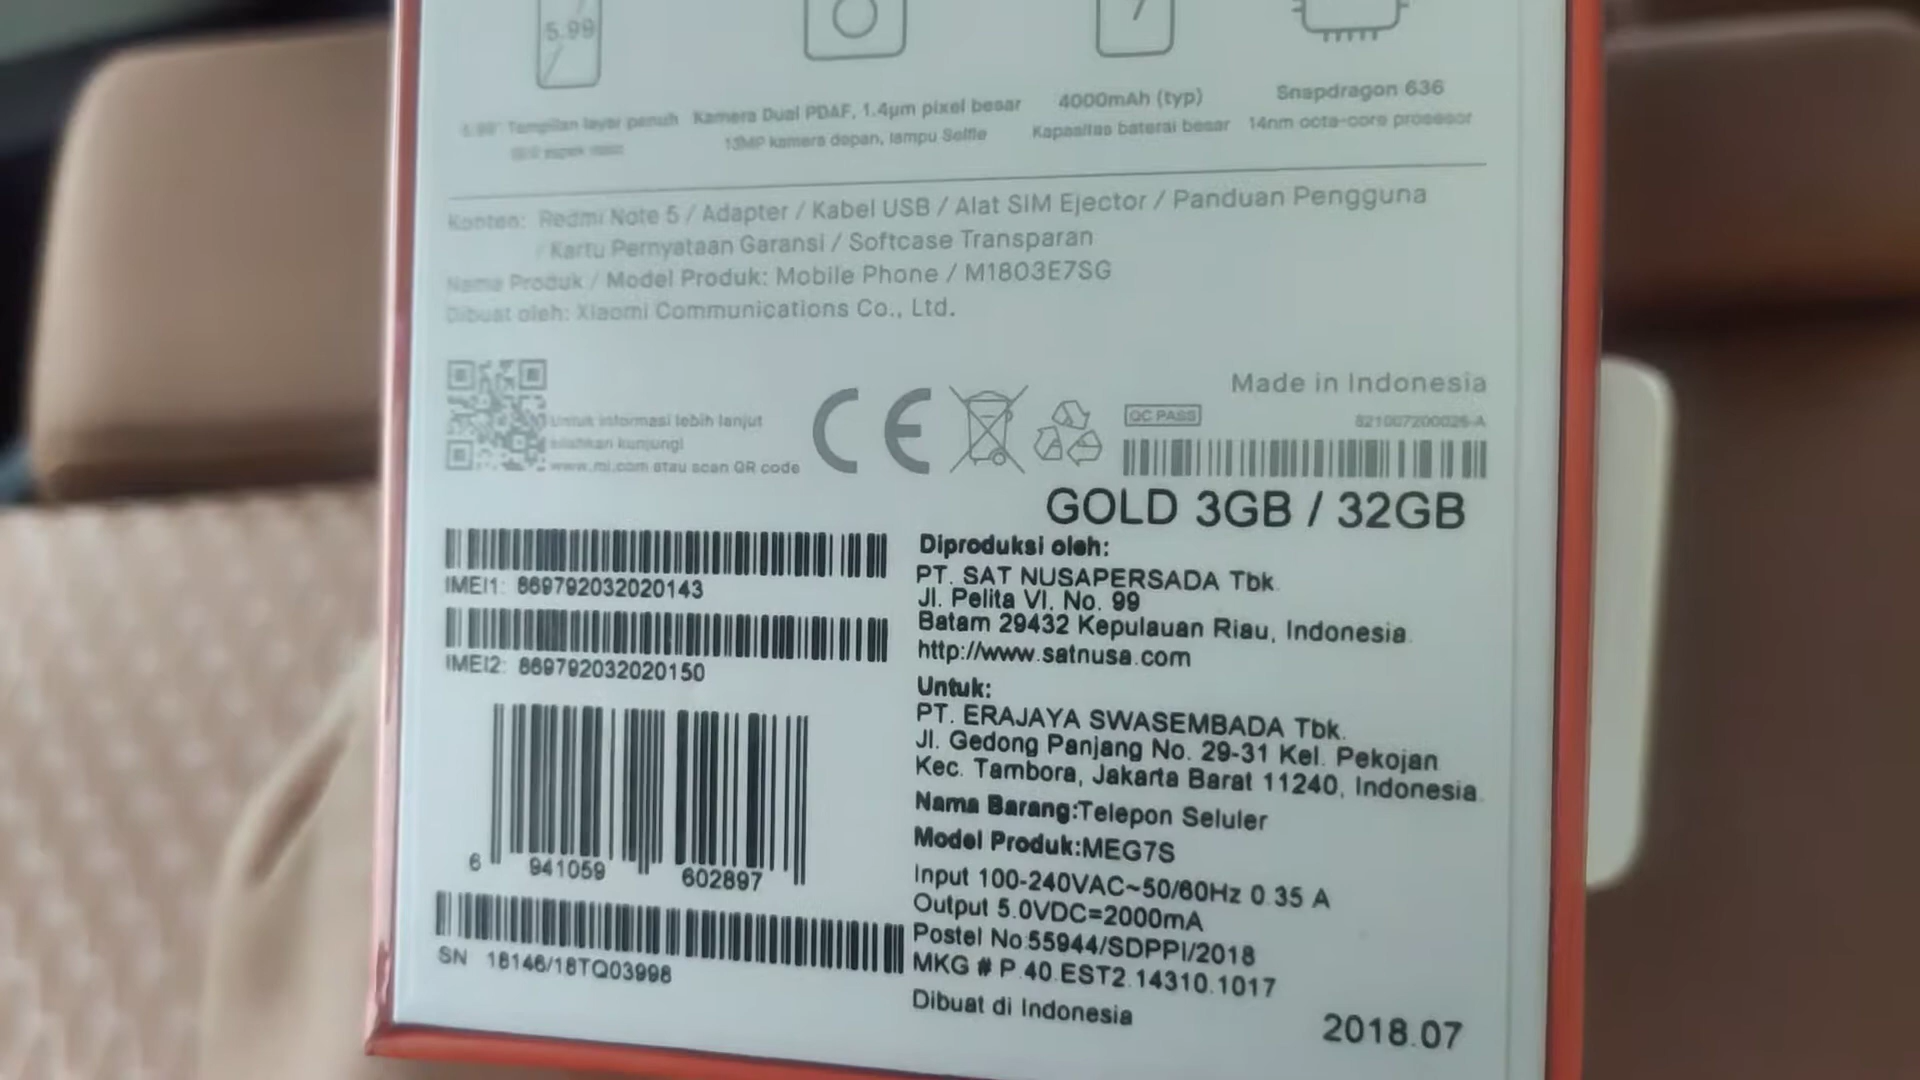 5.99
5.99" Tampilan layar penuh
Kamera Dual PDAF, 1.4μm pixel besar
13MP kamera depan, lampu Selfie
4000mAh (typ)
Kapasitas baterai besar
Snapdragon 636
14nm octa-core prosesor
Konten: Redmi Note 5 / Adapter / Kabel USB / Alat SIM Ejector / Panduan Pengguna
/ Kartu Pernyataan Garansi / Softcase Transparan
Nama Produk / Model Produk: Mobile Phone / M1803E7SG
Dibuat oleh: Xiaomi Communications Co., Ltd.
Untuk informasi lebih lanjut
silahkan kunjungi
www.mi.com atau scan QR code
CE
Made in Indonesia
QC PASS
821007200026-A
GOLD 3GB / 32GB
IMEI1: 869792032020143
IMEI2: 869792032020150
6 941059 602897
SN 18146/18TQ03998
Diproduksi oleh:
PT. SAT NUSAPERSADA Tbk.
Jl. Pelita VI. No. 99
Batam 29432 Kepulauan Riau, Indonesia.
http://www.satnusa.com
Untuk:
PT. ERAJAYA SWASEMBADA Tbk.
Jl. Gedong Panjang No. 29-31 Kel. Pekojan
Kec. Tambora, Jakarta Barat 11240, Indonesia.
Nama Barang:Telepon Seluler
Model Produk:MEG7S
Input 100-240VAC~50/60Hz 0.35 A
Output 5.0VDC=2000mA
Postel No:55944/SDPPI/2018
MKG # P.40.EST2.14310.1017
Dibuat di Indonesia
2018.07